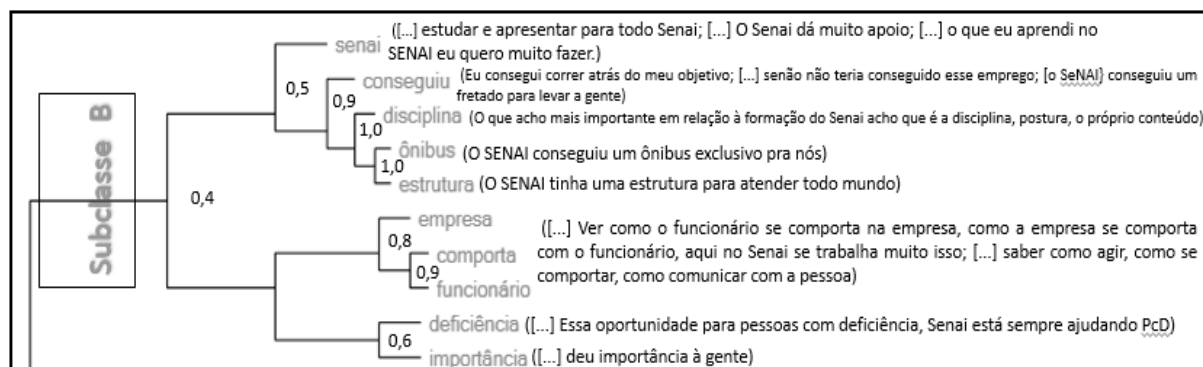 ([...] estudar e apresentar para todo Senai; [...] O Senai dá muito apoio; [...] o que eu aprendi no
senai SENAI eu quero muito fazer.)
conseguiu (Eu consegui correr atrás do meu objetivo; [...] senão não teria conseguido esse emprego; [o SeNAI} conseguiu um
fretado para levar a gente)
0,5
0,9
disciplina (O que acho mais importante em relação à formação do Senai acho que é a disciplina, postura, o próprio conteúdo)
1,0
ônibus (O SENAI conseguiu um ônibus exclusivo pra nós)
1,0
estrutura (O SENAI tinha uma estrutura para atender todo mundo)
Subclasse B
0,4
empresa
([...] Ver como o funcionário se comporta na empresa, como a empresa se comporta
0,8
comporta com o funcionário, aqui no Senai se trabalha muito isso; [...] saber como agir, como se
0,9
comportar, como comunicar com a pessoa)
funcionário
deficiência ([...] Essa oportunidade para pessoas com deficiência, Senai está sempre ajudando PcD)
0,6
importância ([...] deu importância à gente)